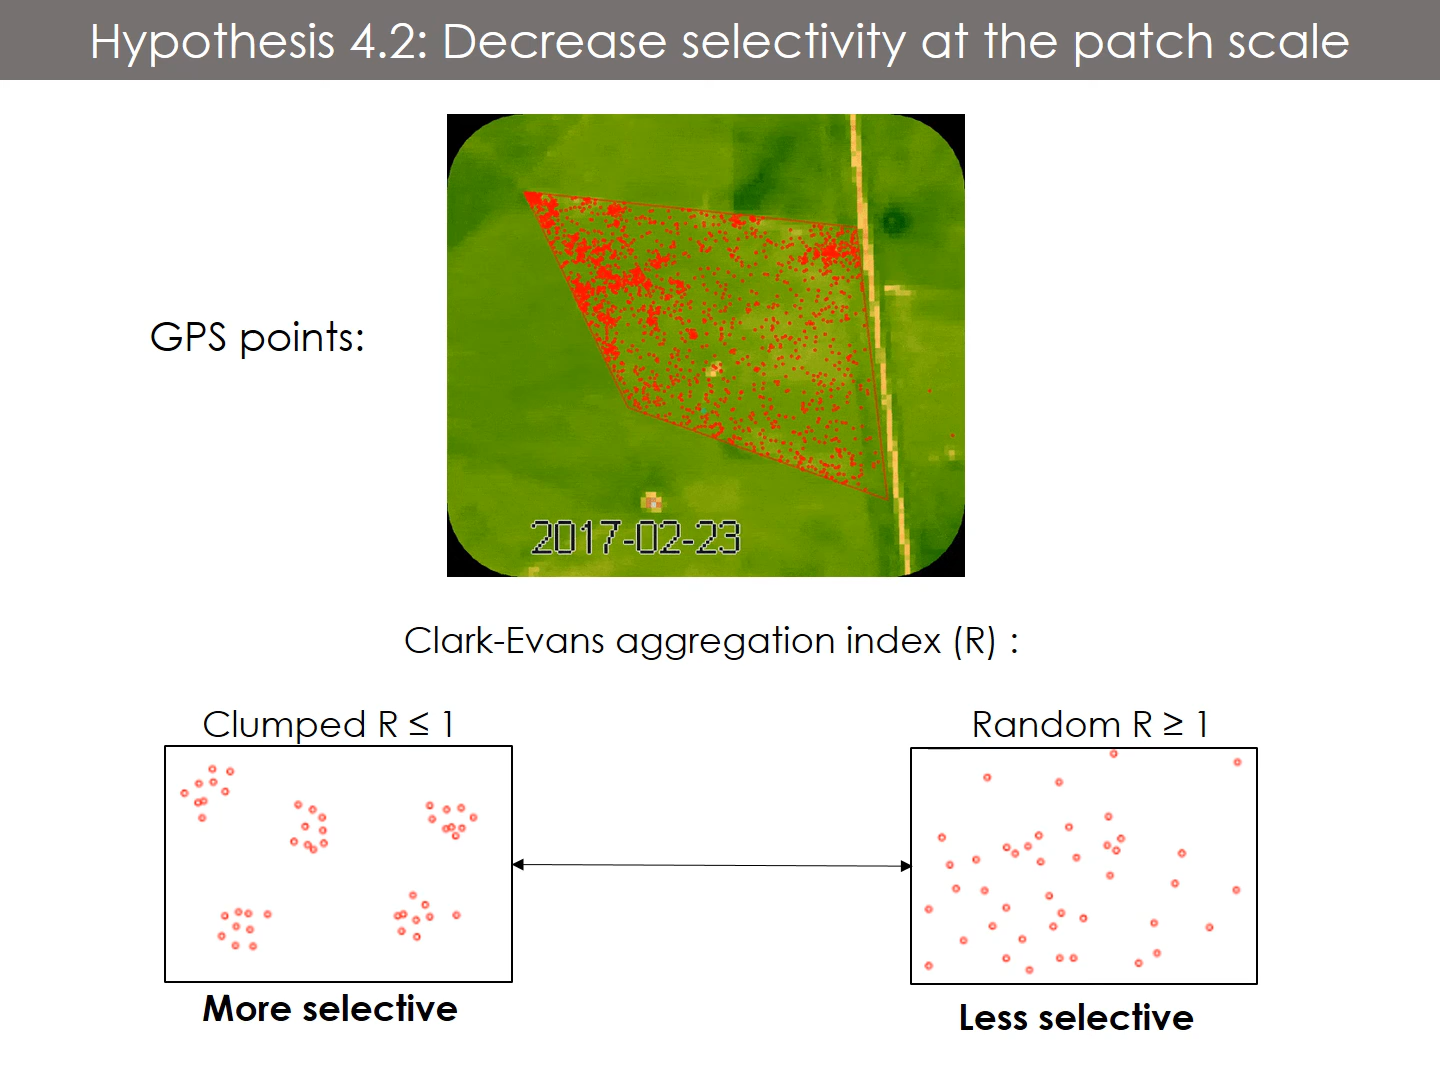 Hypothesis 4.2: Decrease selectivity at the patch scale
GPS points:
2017-02-23
Clark-Evans aggregation index (R) :
Clumped R ≤ 1
Random R ≥ 1
More selective
Less selective